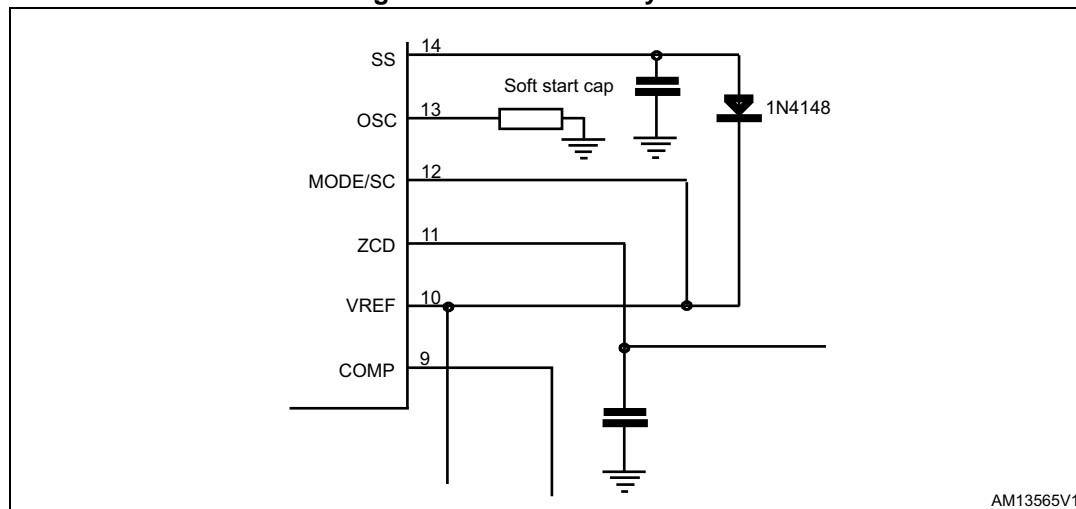 SS 14
Soft start cap
1N4148
OSC 13
MODE/SC 12
ZCD 11
VREF 10
COMP 9
AM13565V1